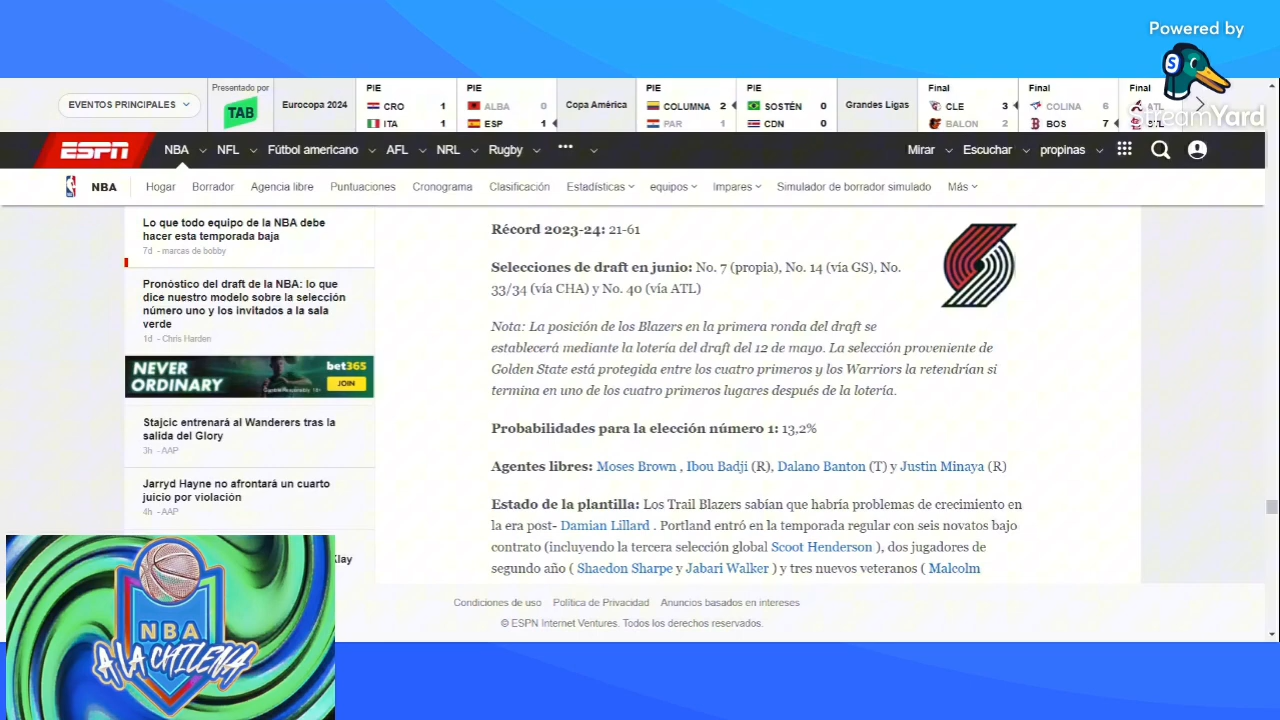 Powered by
StreamYard
EVENTOS PRINCIPALES
Presentado por
TAB
Eurocopa 2024
PIE
CRO 1
ITA 1
PIE
ALBA 0
ESP 1
Copa América
PIE
COLUMNA 2
PAR 1
PIE
SOSTÉN 0
CDN 0
Grandes Ligas
Final
CLE 3
BALON 2
Final
COLINA 6
BOS 7
Final
ATL
STL
ESPN
NBA NFL Fútbol americano AFL NRL Rugby ••• Mirar Escuchar propinas
NBA Hogar Borrador Agencia libre Puntuaciones Cronograma Clasificación Estadísticas equipos Impares Simulador de borrador simulado Más
Lo que todo equipo de la NBA debe
hacer esta temporada baja
7d - marcas de bobby
Pronóstico del draft de la NBA: lo que
dice nuestro modelo sobre la selección
número uno y los invitados a la sala
verde
1d - Chris Harden
NEVER
ORDINARY
bet365
JOIN
Stajcic entrenará al Wanderers tras la
salida del Glory
3h - AAP
Jarryd Hayne no afrontará un cuarto
juicio por violación
4h - AAP
Klay
Récord 2023-24: 21-61
Selecciones de draft en junio: No. 7 (propia), No. 14 (vía GS), No.
33/34 (vía CHA) y No. 40 (vía ATL)
Nota: La posición de los Blazers en la primera ronda del draft se
establecerá mediante la lotería del draft del 12 de mayo. La selección proveniente de
Golden State está protegida entre los cuatro primeros y los Warriors la retendrían si
termina en uno de los cuatro primeros lugares después de la lotería.
Probabilidades para la elección número 1: 13,2%
Agentes libres: Moses Brown , Ibou Badji (R), Dalano Banton (T) y Justin Minaya (R)
Estado de la plantilla: Los Trail Blazers sabían que habría problemas de crecimiento en
la era post- Damian Lillard . Portland entró en la temporada regular con seis novatos bajo
contrato (incluyendo la tercera selección global Scoot Henderson ), dos jugadores de
segundo año ( Shaedon Sharpe y Jabari Walker ) y tres nuevos veteranos ( Malcolm
Condiciones de uso Política de Privacidad Anuncios basados en intereses
© ESPN Internet Ventures. Todos los derechos reservados.
NBA
A LA CHILENA